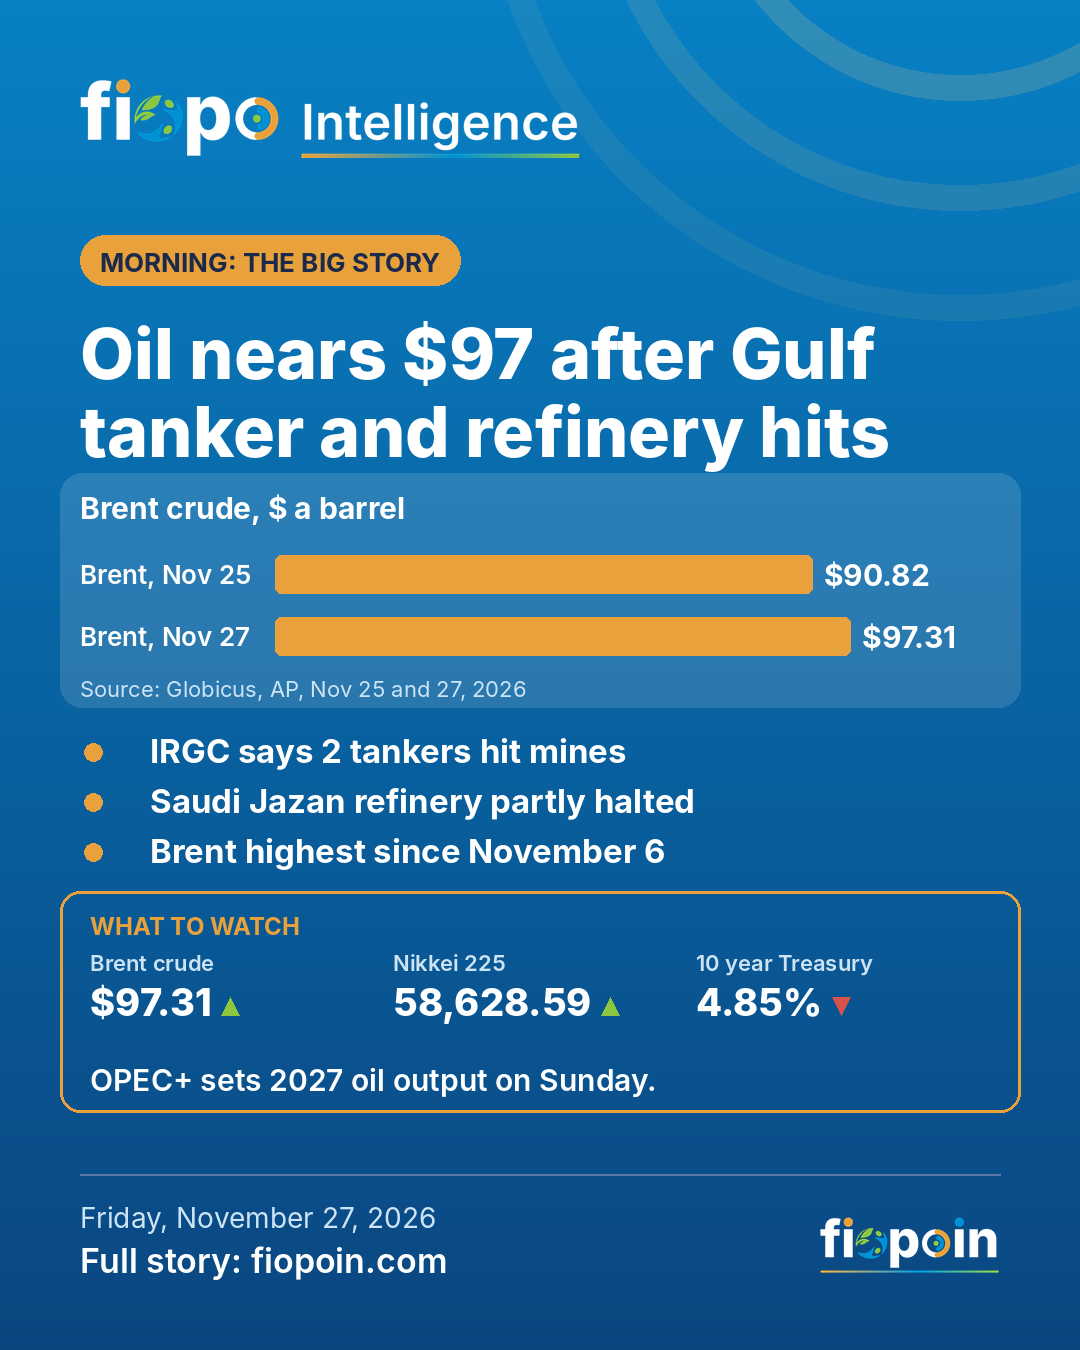 fiopo Intelligence
MORNING: THE BIG STORY
Oil nears $97 after Gulf
tanker and refinery hits
Brent crude, $ a barrel
Brent, Nov 25 $90.82
Brent, Nov 27 $97.31
Source: Globicus, AP, Nov 25 and 27, 2026
IRGC says 2 tankers hit mines
Saudi Jazan refinery partly halted
Brent highest since November 6
WHAT TO WATCH
Brent crude Nikkei 225 10 year Treasury
$97.31 ▲ 58,628.59 ▲ 4.85% ▼
OPEC+ sets 2027 oil output on Sunday.
Friday, November 27, 2026
Full story: fiopoin.com
fiopoin